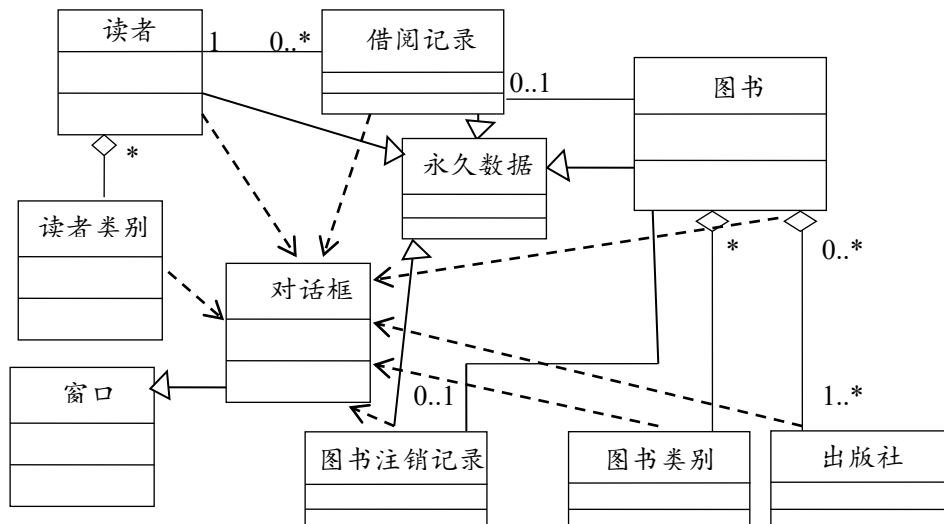 读者
1
0..*
借阅记录
0..1
图书
永久数据
*
读者类别
*
0..*
对话框
窗口
0..1
1..*
图书注销记录
图书类别
出版社